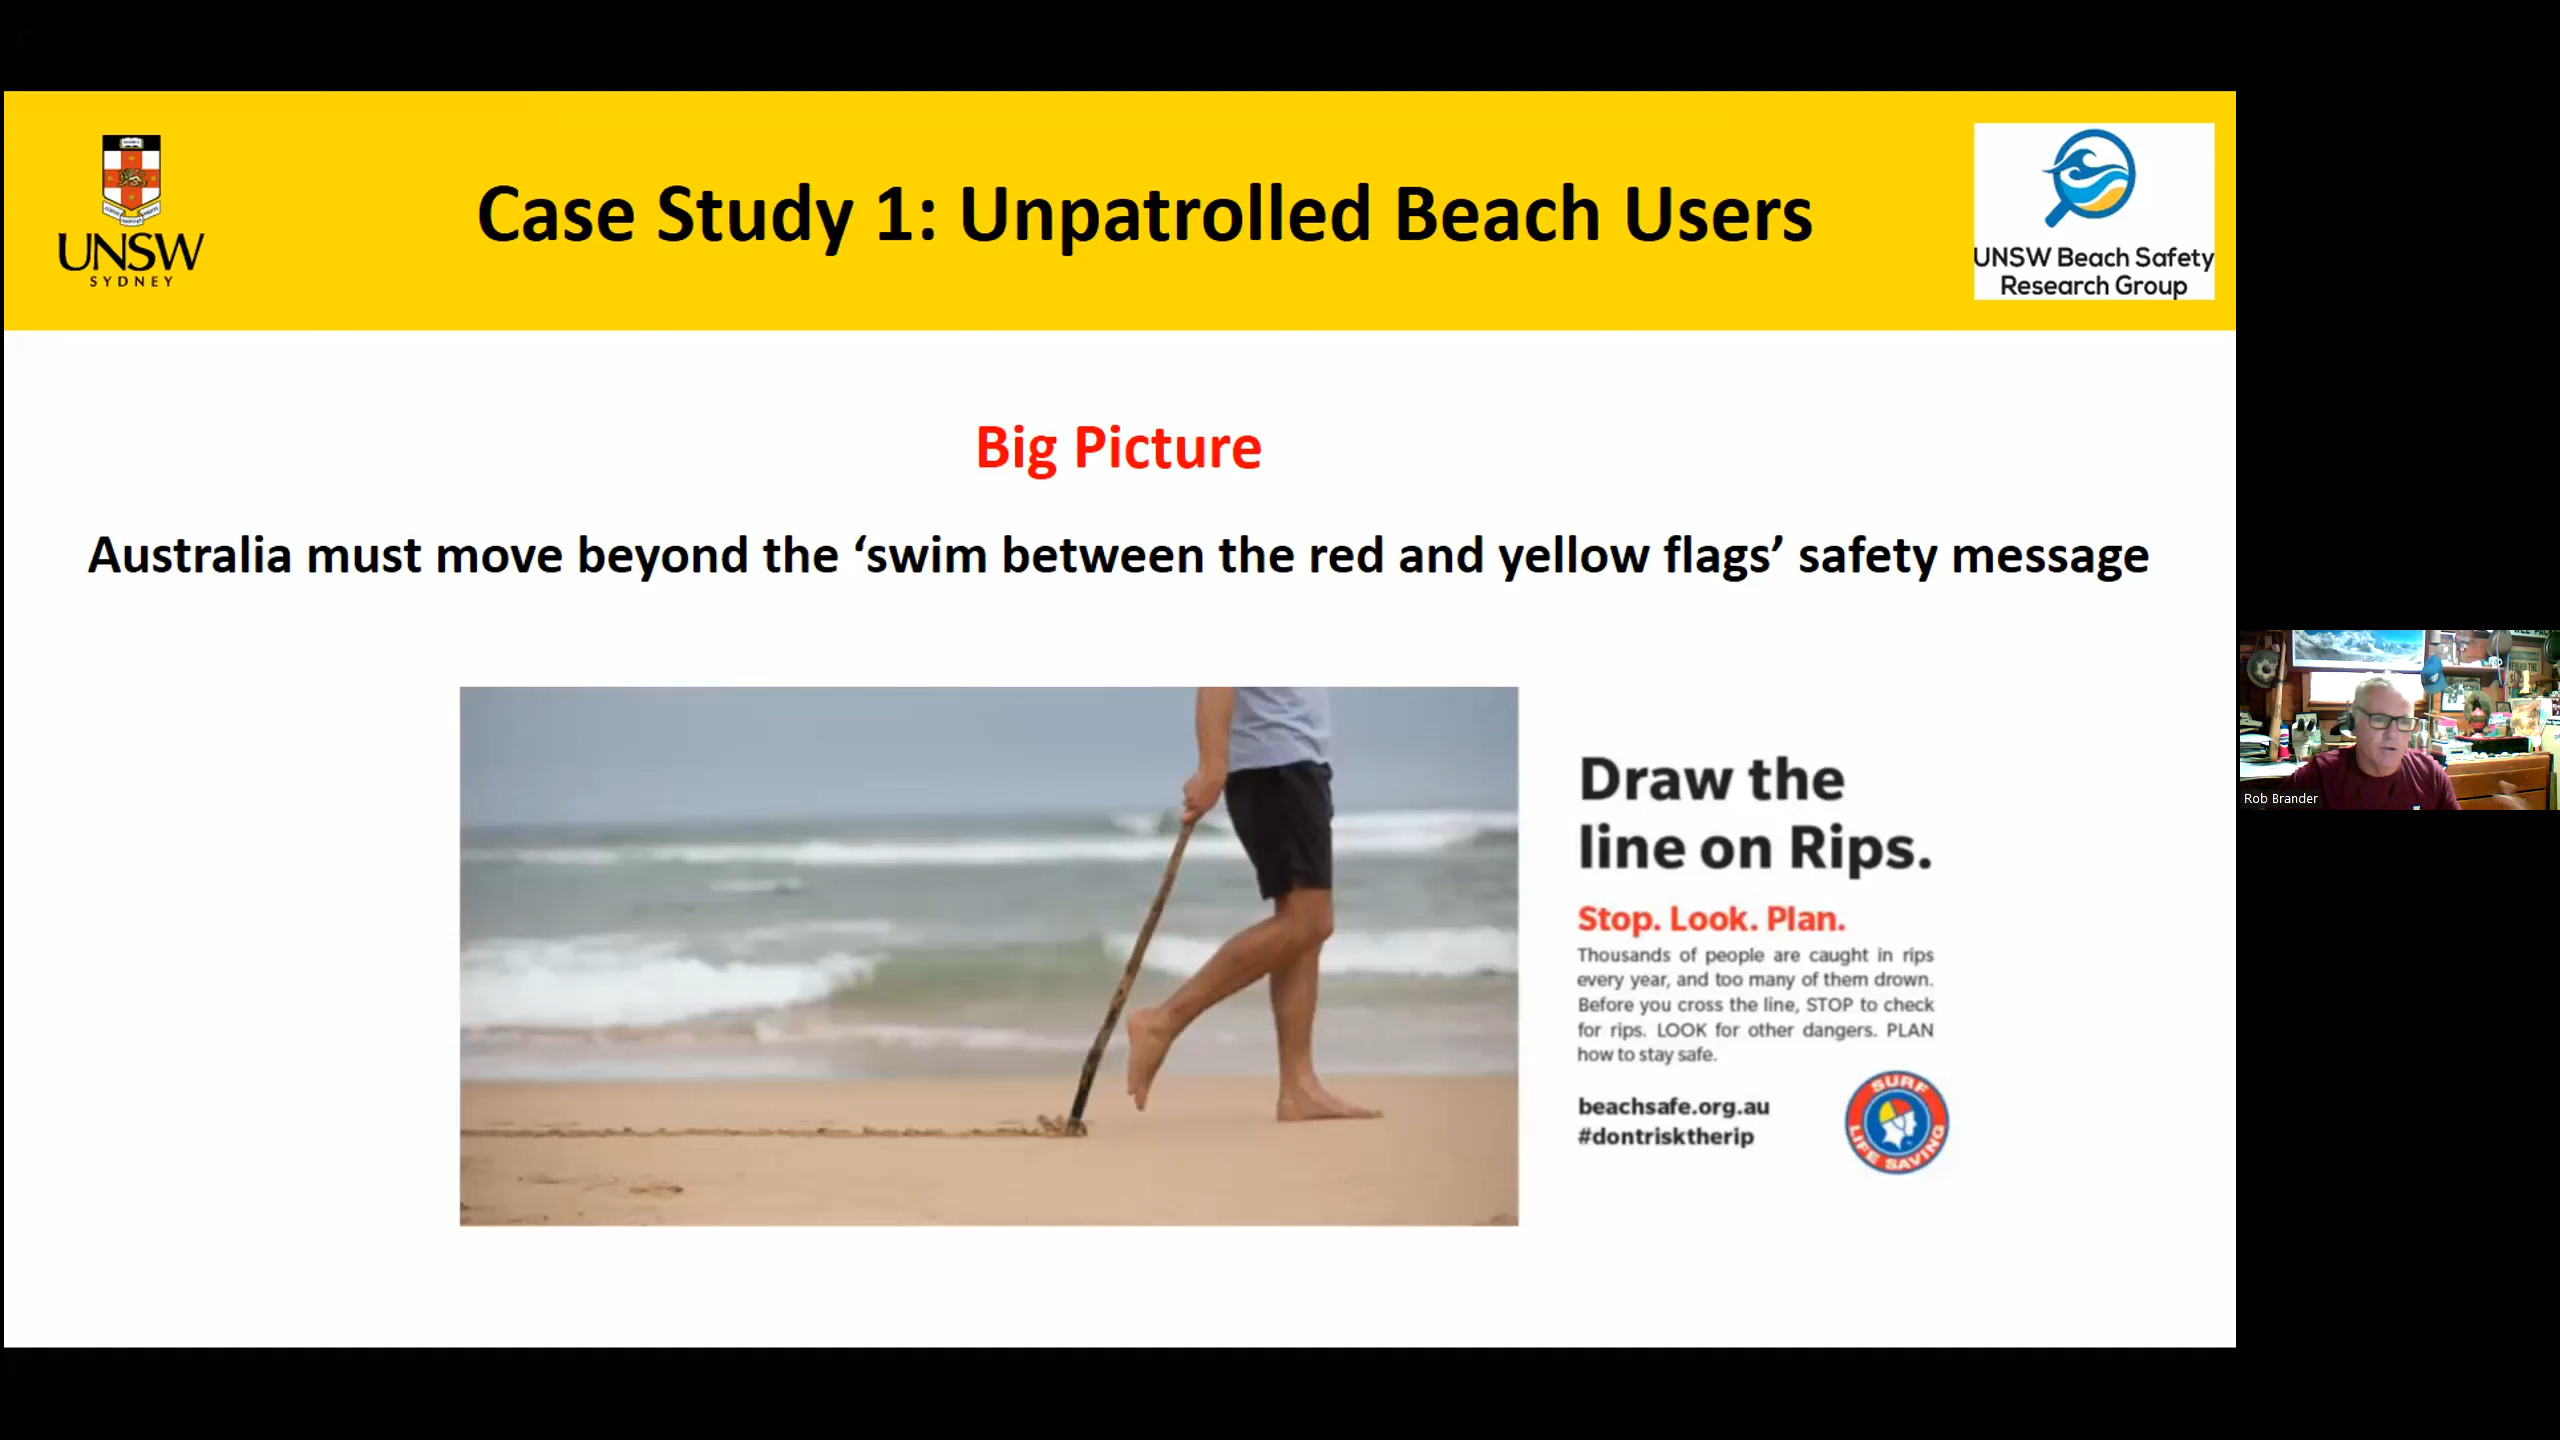 UNSW
SYDNEY
Case Study 1: Unpatrolled Beach Users
UNSW Beach Safety
Research Group
Big Picture
Australia must move beyond the ‘swim between the red and yellow flags’ safety message
Draw the
line on Rips.
Stop. Look. Plan.
Thousands of people are caught in rips
every year, and too many of them drown.
Before you cross the line, STOP to check
for rips. LOOK for other dangers. PLAN
how to stay safe.
beachsafe.org.au
#dontrisktherip
SURF
LIFE SAVING
Rob Brander